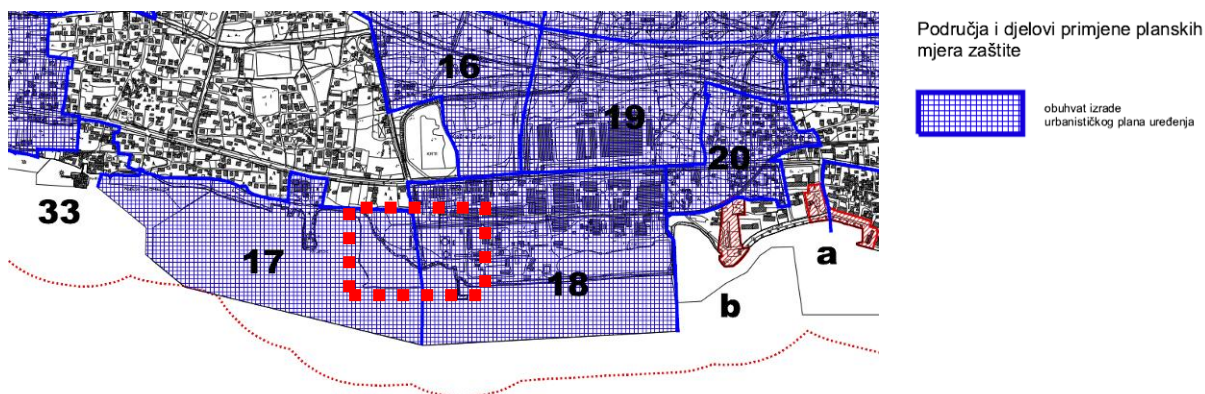 Područja i djelovi primjene planskih
mjera zaštite
obuhvat izrade
urbanističkog plana uređenja
16
19
20
33
17
18
a
b